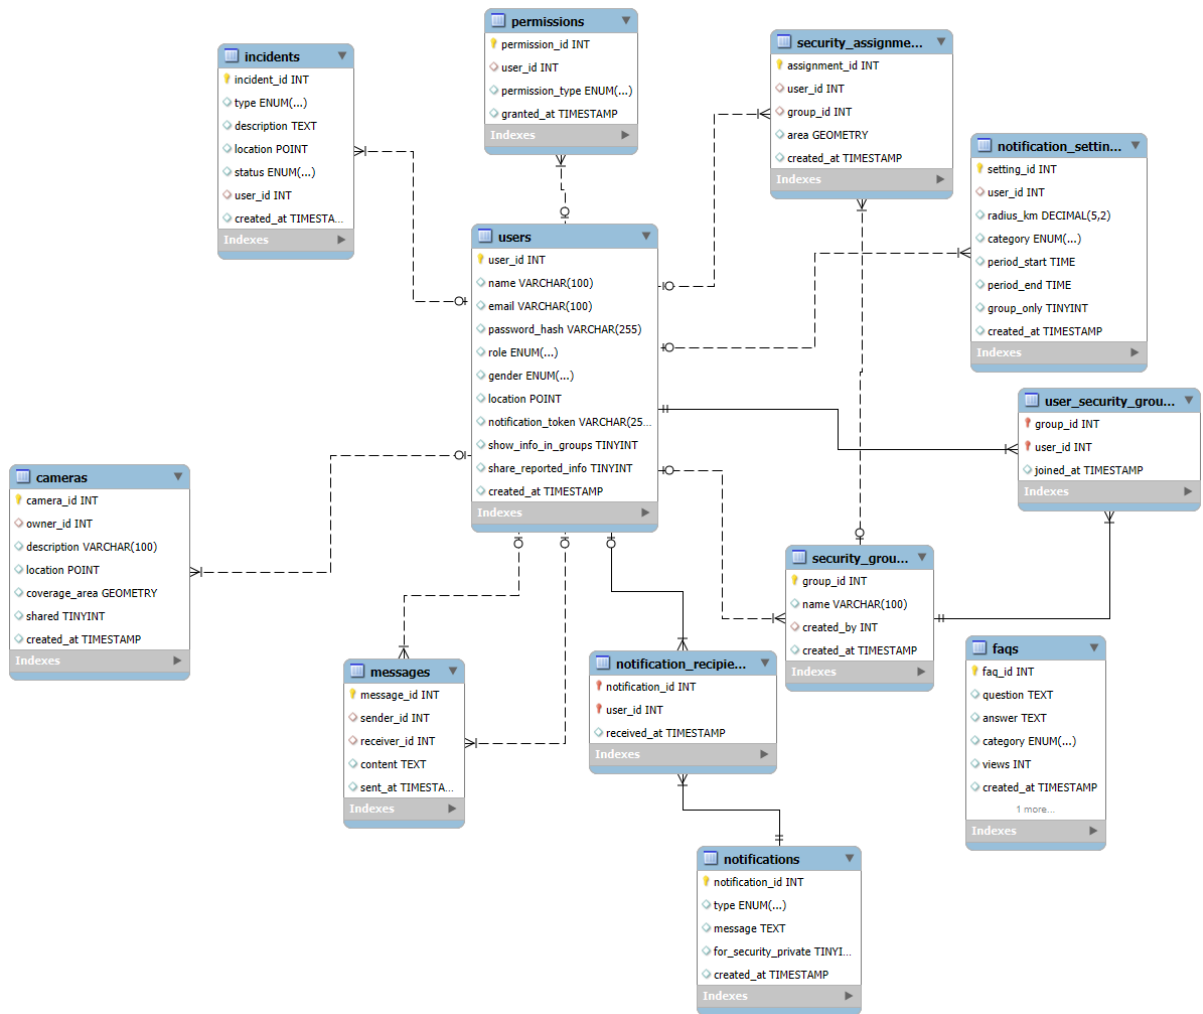 permissions
permission_id INT
user_id INT
permission_type ENUM(...)
granted_at TIMESTAMP
Indexes
incidents
incident_id INT
type ENUM(...)
description TEXT
location POINT
status ENUM(...)
user_id INT
created_at TIMESTA...
Indexes
security_assignme...
assignment_id INT
user_id INT
group_id INT
area GEOMETRY
created_at TIMESTAMP
Indexes
notification_settin...
setting_id INT
user_id INT
radius_km DECIMAL(5,2)
category ENUM(...)
period_start TIME
period_end TIME
group_only TINYINT
created_at TIMESTAMP
Indexes
users
user_id INT
name VARCHAR(100)
email VARCHAR(100)
password_hash VARCHAR(255)
role ENUM(...)
gender ENUM(...)
location POINT
notification_token VARCHAR(25...
show_info_in_groups TINYINT
share_reported_info TINYINT
created_at TIMESTAMP
Indexes
user_security_grou...
group_id INT
user_id INT
joined_at TIMESTAMP
Indexes
cameras
camera_id INT
owner_id INT
description VARCHAR(100)
location POINT
coverage_area GEOMETRY
shared TINYINT
created_at TIMESTAMP
Indexes
security_grou...
group_id INT
name VARCHAR(100)
created_by INT
created_at TIMESTAMP
Indexes
messages
message_id INT
sender_id INT
receiver_id INT
content TEXT
sent_at TIMESTA...
Indexes
notification_recipie...
notification_id INT
user_id INT
received_at TIMESTAMP
Indexes
faqs
faq_id INT
question TEXT
answer TEXT
category ENUM(...)
views INT
created_at TIMESTAMP
1 more...
Indexes
notifications
notification_id INT
type ENUM(...)
message TEXT
for_security_private TINYI...
created_at TIMESTAMP
Indexes